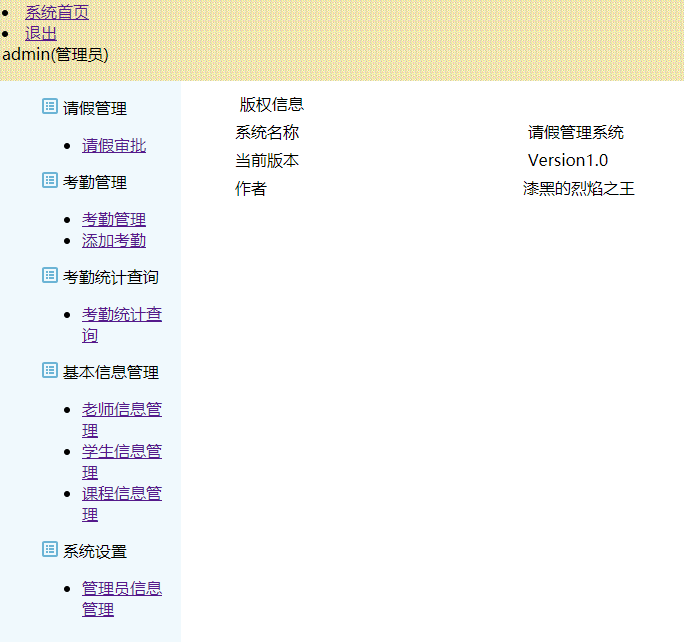 系统首页
退出
admin(管理员)
请假管理
请假审批
考勤管理
考勤管理
添加考勤
考勤统计查询
考勤统计查
询
基本信息管理
老师信息管
理
学生信息管
理
课程信息管
理
系统设置
管理员信息
管理
版权信息
系统名称 请假管理系统
当前版本 Version1.0
作者 漆黑的烈焰之王